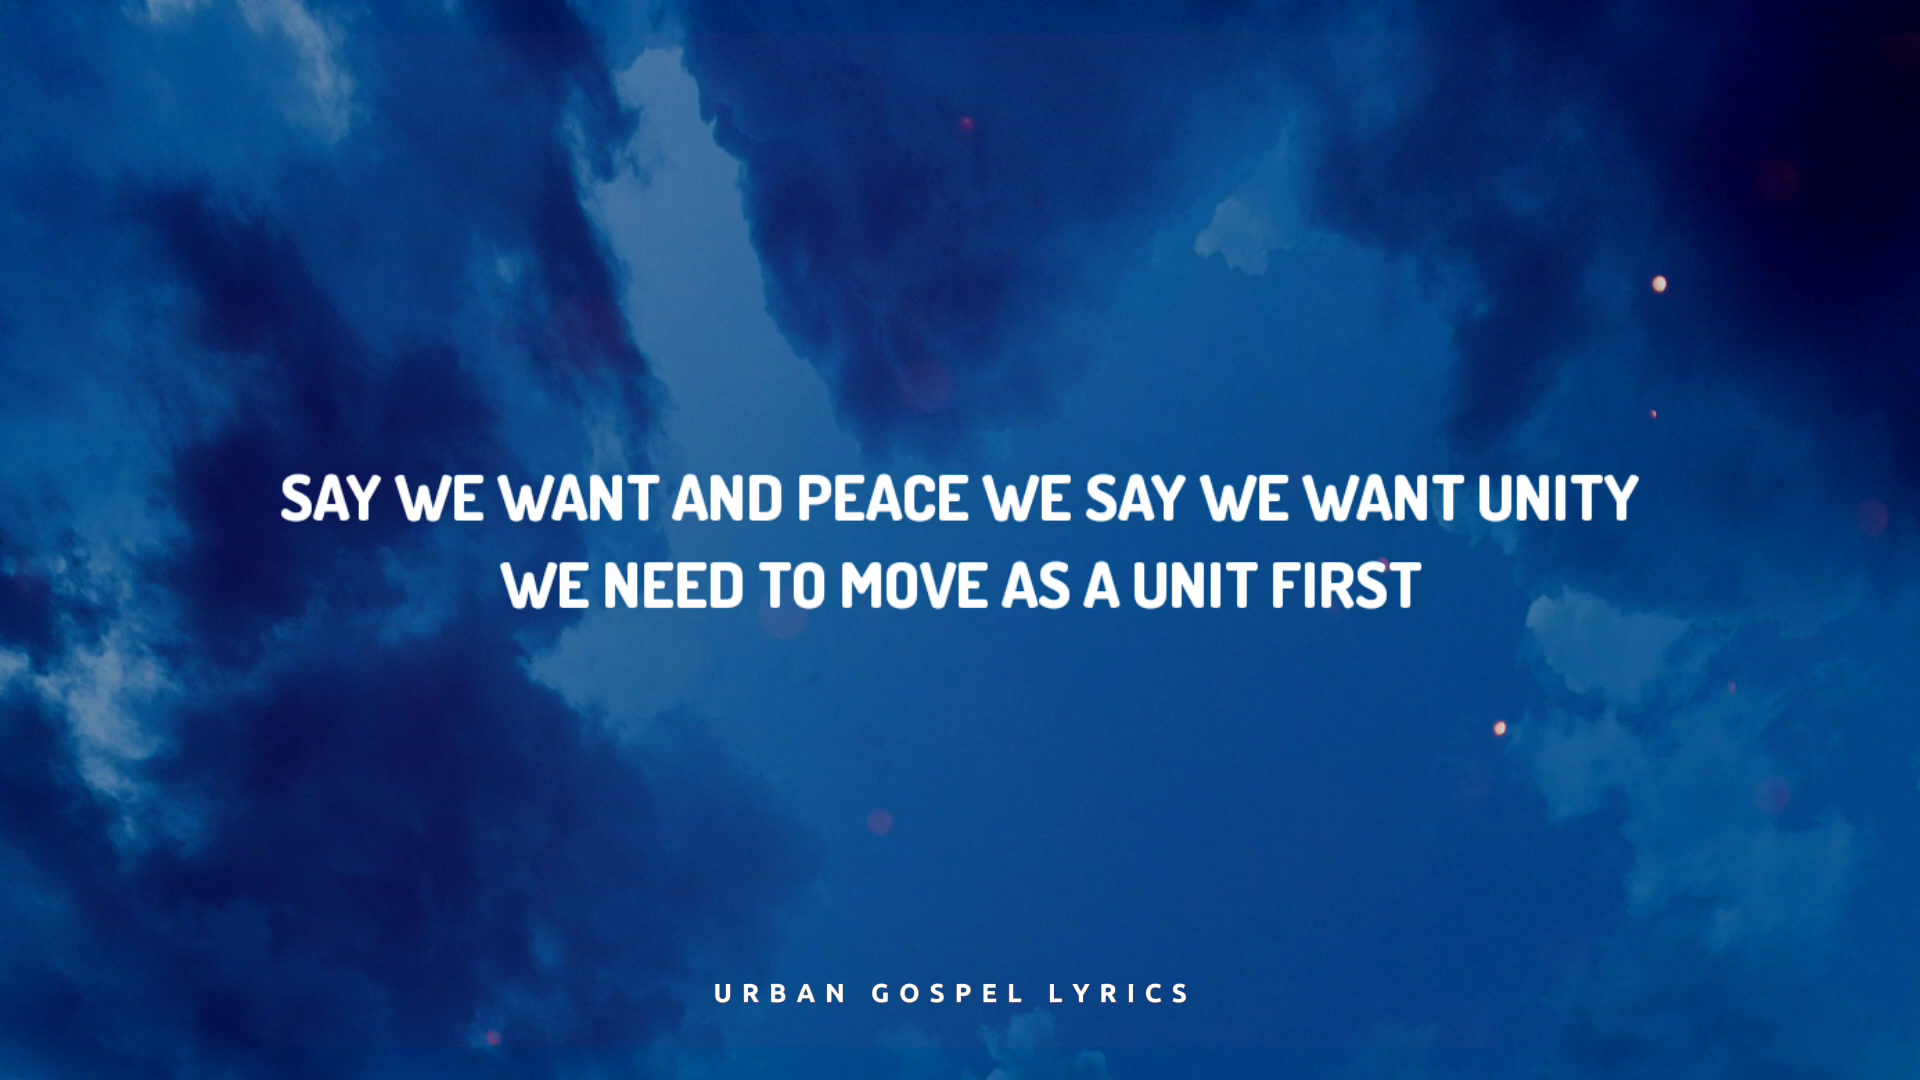 SAY WE WANT AND PEACE WE SAY WE WANT UNITY
WE NEED TO MOVE AS A UNIT FIRST
URBAN GOSPEL LYRICS